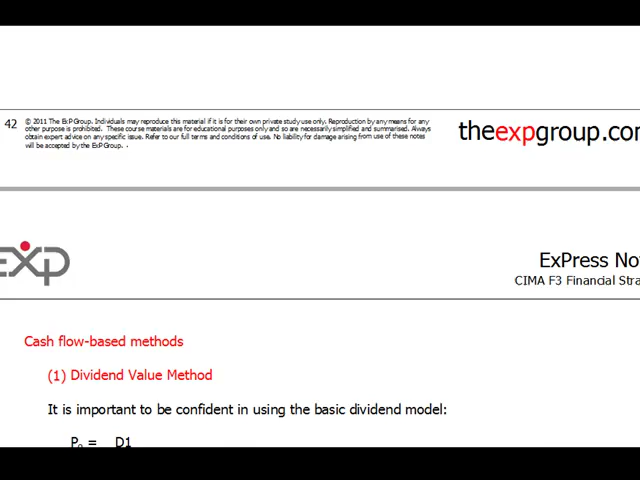 42
© 2011 The ExPGroup. Individuals may reproduce this material if it is for their own private study use only. Reproduction by any means for any
other purpose is prohibited. These course materials are for educational purposes only and so are necessarily simplified and summarised. Always
obtain expert advice on any specific issue. Refer to our full terms and conditions of use. No liability for damage arising from use of these notes
will be accepted by the ExPGroup. .
theexpgroup.com
exp
ExPress No
CIMA F3 Financial Stra
Cash flow-based methods
(1) Dividend Value Method
It is important to be confident in using the basic dividend model:
P₀ = D1